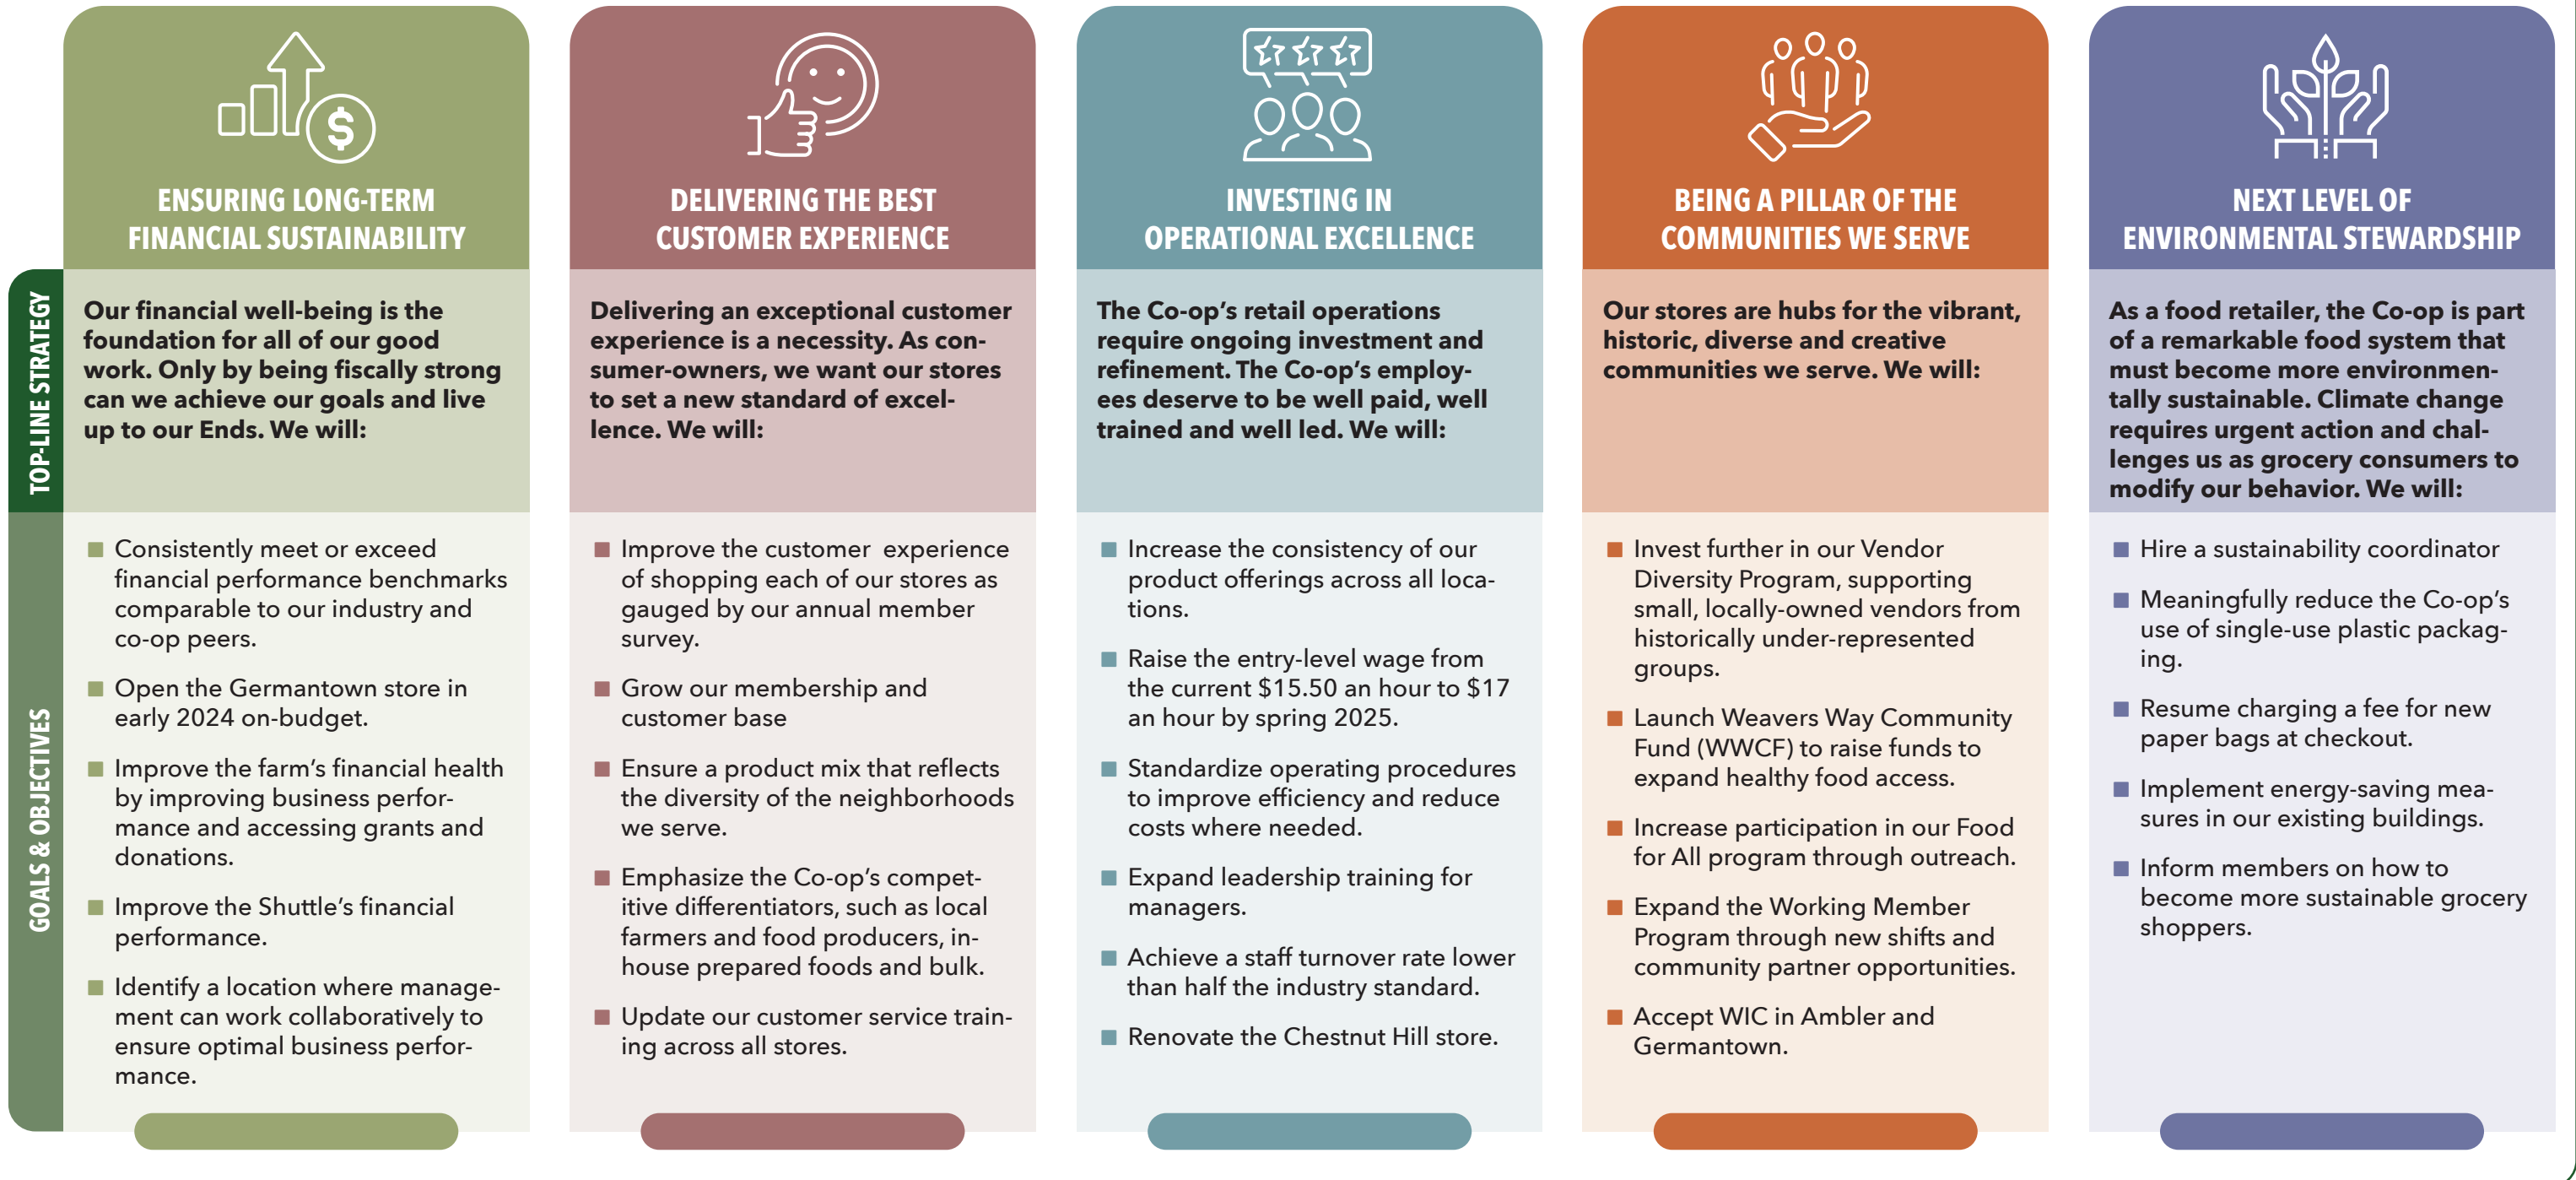 ENSURING LONG-TERM
FINANCIAL SUSTAINABILITY
TOP-LINE STRATEGY
Our financial well-being is the
foundation for all of our good
work. Only by being fiscally strong
can we achieve our goals and live
up to our Ends. We will:
GOALS & OBJECTIVES
■ Consistently meet or exceed
financial performance benchmarks
comparable to our industry and
co-op peers.
■ Open the Germantown store in
early 2024 on-budget.
■ Improve the farm's financial health
by improving business perfor-
mance and accessing grants and
donations.
■ Improve the Shuttle's financial
performance.
■ Identify a location where manage-
ment can work collaboratively to
ensure optimal business perfor-
mance.
DELIVERING THE BEST
CUSTOMER EXPERIENCE
Delivering an exceptional customer
experience is a necessity. As con-
sumer-owners, we want our stores
to set a new standard of excel-
lence. We will:
■ Improve the customer  experience
of shopping each of our stores as
gauged by our annual member
survey.
■ Grow our membership and
customer base
■ Ensure a product mix that reflects
the diversity of the neighborhoods
we serve.
■ Emphasize the Co-op's compet-
itive differentiators, such as local
farmers and food producers, in-
house prepared foods and bulk.
■ Update our customer service train-
ing across all stores.
INVESTING IN
OPERATIONAL EXCELLENCE
The Co-op's retail operations
require ongoing investment and
refinement. The Co-op's employ-
ees deserve to be well paid, well
trained and well led. We will:
■ Increase the consistency of our
product offerings across all loca-
tions.
■ Raise the entry-level wage from
the current $15.50 an hour to $17
an hour by spring 2025.
■ Standardize operating procedures
to improve efficiency and reduce
costs where needed.
■ Expand leadership training for
managers.
■ Achieve a staff turnover rate lower
than half the industry standard.
■ Renovate the Chestnut Hill store.
BEING A PILLAR OF THE
COMMUNITIES WE SERVE
Our stores are hubs for the vibrant,
historic, diverse and creative
communities we serve. We will:
■ Invest further in our Vendor
Diversity Program, supporting
small, locally-owned vendors from
historically under-represented
groups.
■ Launch Weavers Way Community
Fund (WWCF) to raise funds to
expand healthy food access.
■ Increase participation in our Food
for All program through outreach.
■ Expand the Working Member
Program through new shifts and
community partner opportunities.
■ Accept WIC in Ambler and
Germantown.
NEXT LEVEL OF
ENVIRONMENTAL STEWARDSHIP
As a food retailer, the Co-op is part
of a remarkable food system that
must become more environmen-
tally sustainable. Climate change
requires urgent action and chal-
lenges us as grocery consumers to
modify our behavior. We will:
■ Hire a sustainability coordinator
■ Meaningfully reduce the Co-op's
use of single-use plastic packag-
ing.
■ Resume charging a fee for new
paper bags at checkout.
■ Implement energy-saving mea-
sures in our existing buildings.
■ Inform members on how to
become more sustainable grocery
shoppers.